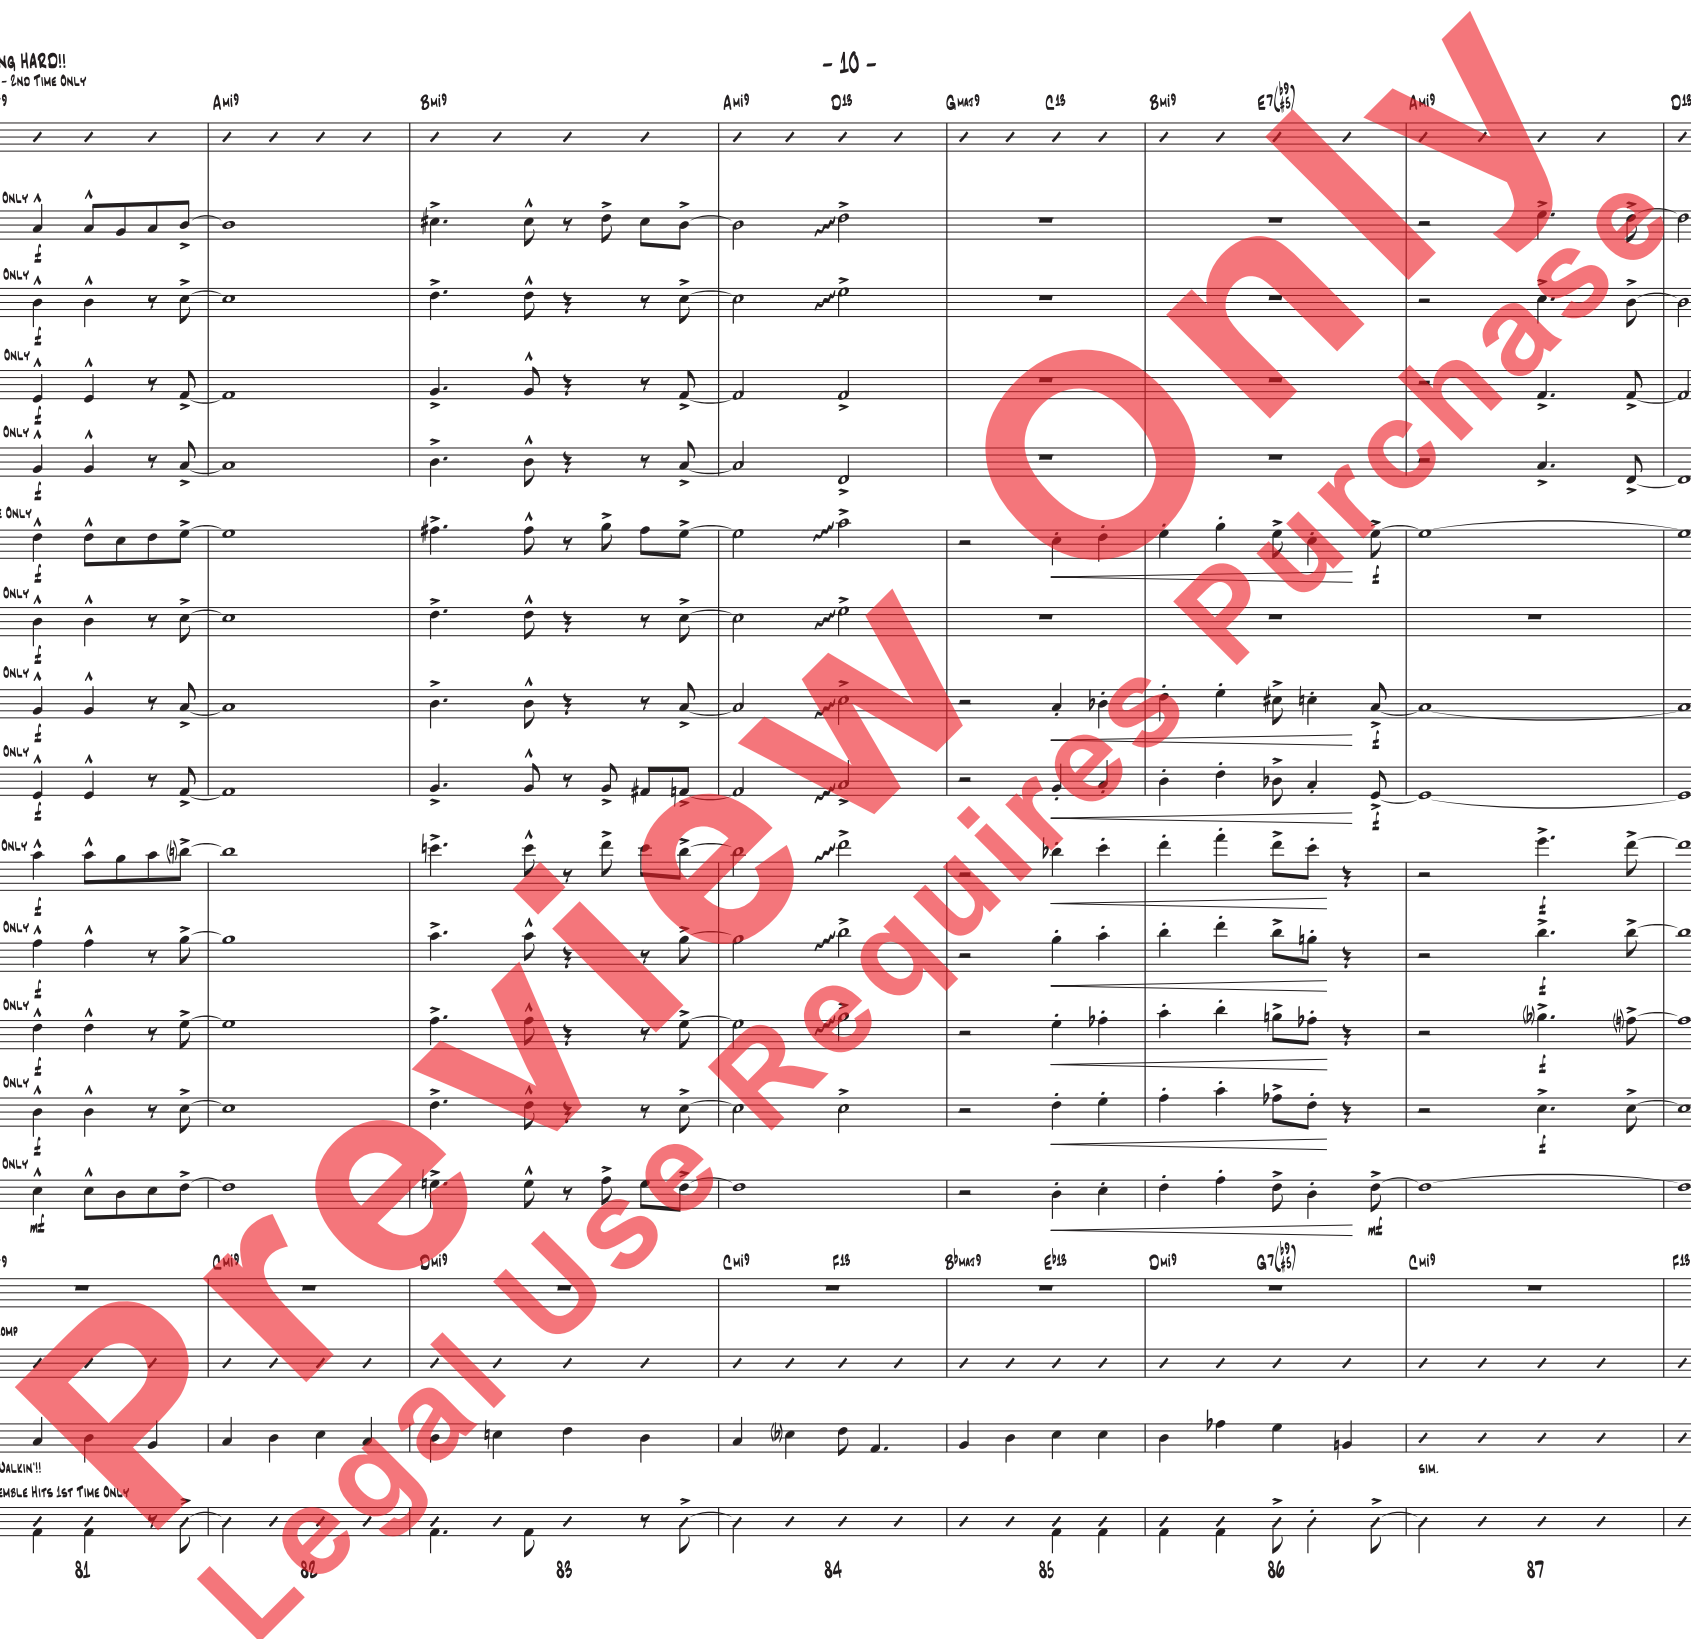 NG HARD!!
- 10 -
- 2ND TIME ONLY
9 AMI9 BMI9 AMI9 D13 GMAJ9 C13 BMI9 E7(b9 #5) AMI9 D13
ONLY
f
ONLY
f
ONLY
f
ONLY
f
E ONLY
f f
ONLY
f
ONLY
f f
ONLY
f f
ONLY
f f
ONLY
f f
ONLY
f f
ONLY
f f
ONLY
mf mf
9 CMI9 DMI9 CMI9 F13 BbMAJ9 Eb13 DMI9 G7(b9 #5) CMI9 F13
OMP
WALKIN'!!
SIM.
EMBLE HITS 1ST TIME ONLY
81 82 83 84 85 86 87
Preview Only
Legal Use Requires Purchase